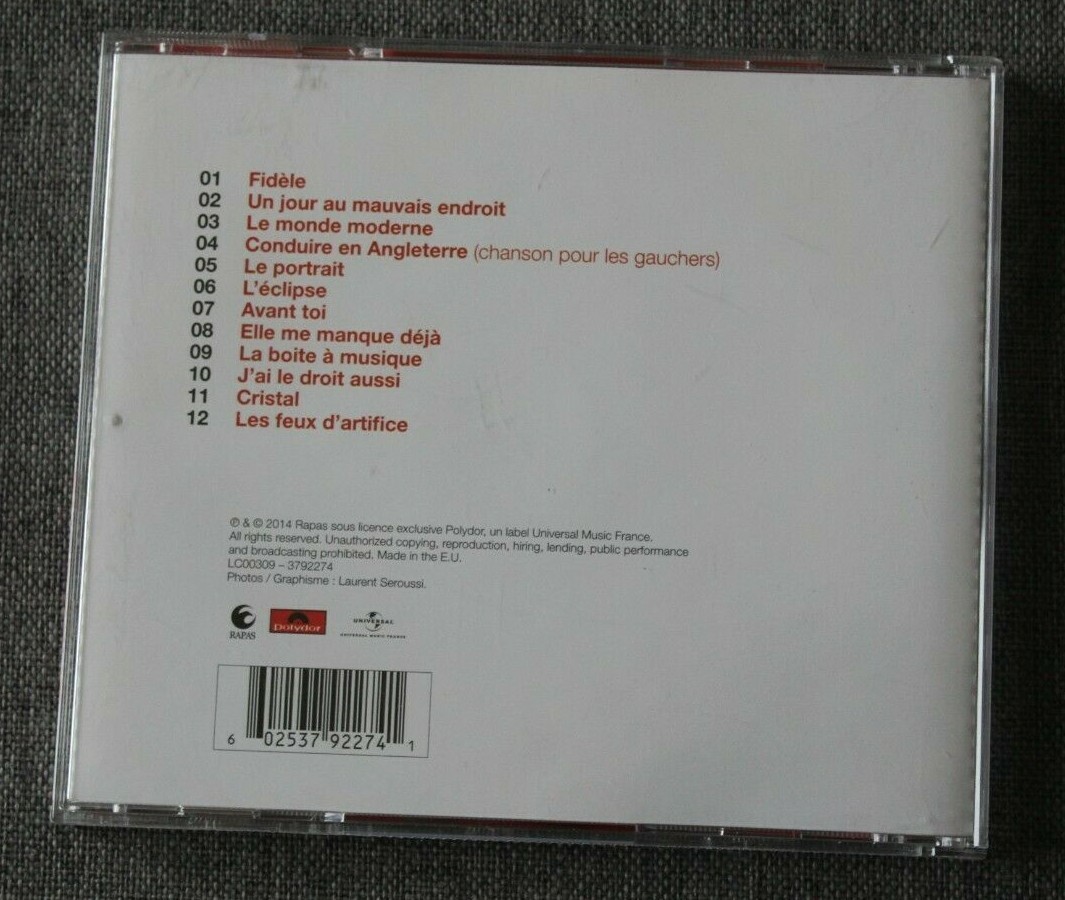 01 Fidèle
02 Un jour au mauvais endroit
03 Le monde moderne
04 Conduire en Angleterre (chanson pour les gauchers)
05 Le portrait
06 L'éclipse
07 Avant toi
08 Elle me manque déjà
09 La boite à musique
10 J'ai le droit aussi
11 Cristal
12 Les feux d'artifice
℗ & © 2014 Rapas sous licence exclusive Polydor, un label Universal Music France.
All rights reserved. Unauthorized copying, reproduction, hiring, lending, public performance
and broadcasting prohibited. Made in the E.U.
LC00309 – 3792274
Photos / Graphisme : Laurent Seroussi.
RAPAS Polydor UNIVERSAL
UNIVERSAL MUSIC FRANCE
6 02537 92274 1